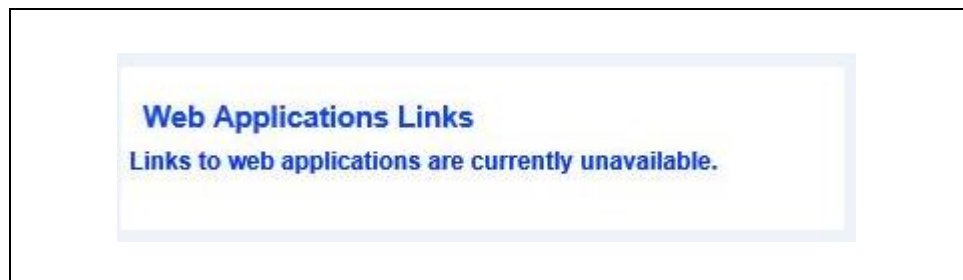 Web Applications Links
Links to web applications are currently unavailable.